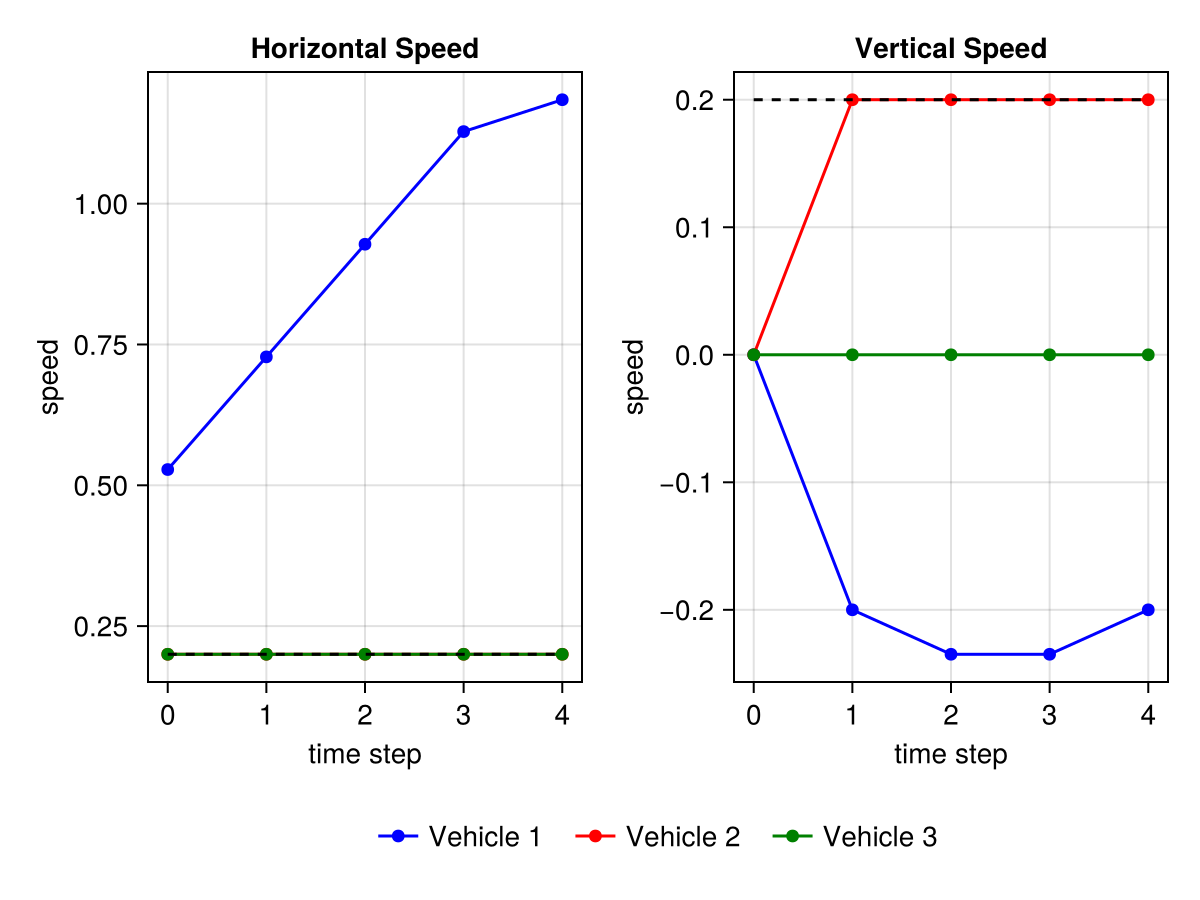 Horizontal Speed
speed
1.00
0.75
0.50
0.25
0 1 2 3 4
time step
Vertical Speed
speed
0.2
0.1
0.0
−0.1
−0.2
0 1 2 3 4
time step
Vehicle 1 Vehicle 2 Vehicle 3